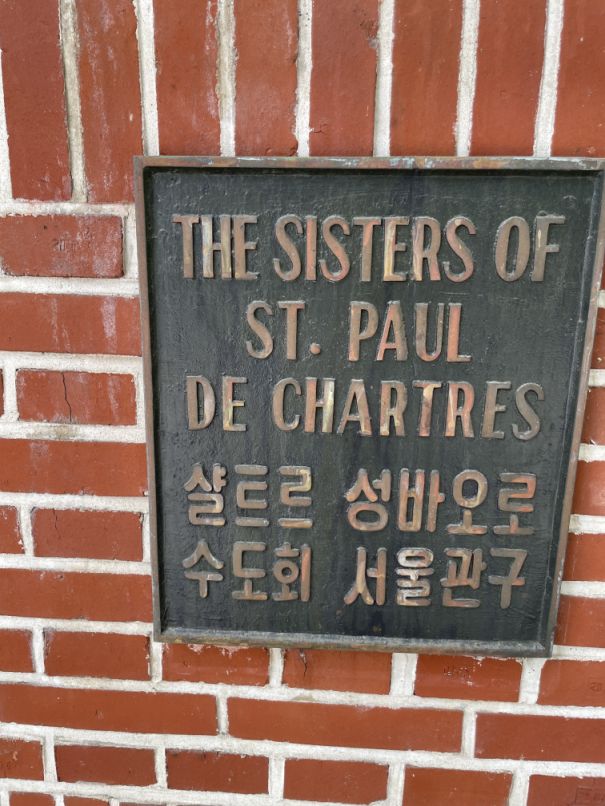 THE SISTERS OF
ST. PAUL
DE CHARTRES
샬트르 성바오로
수도회 서울관구